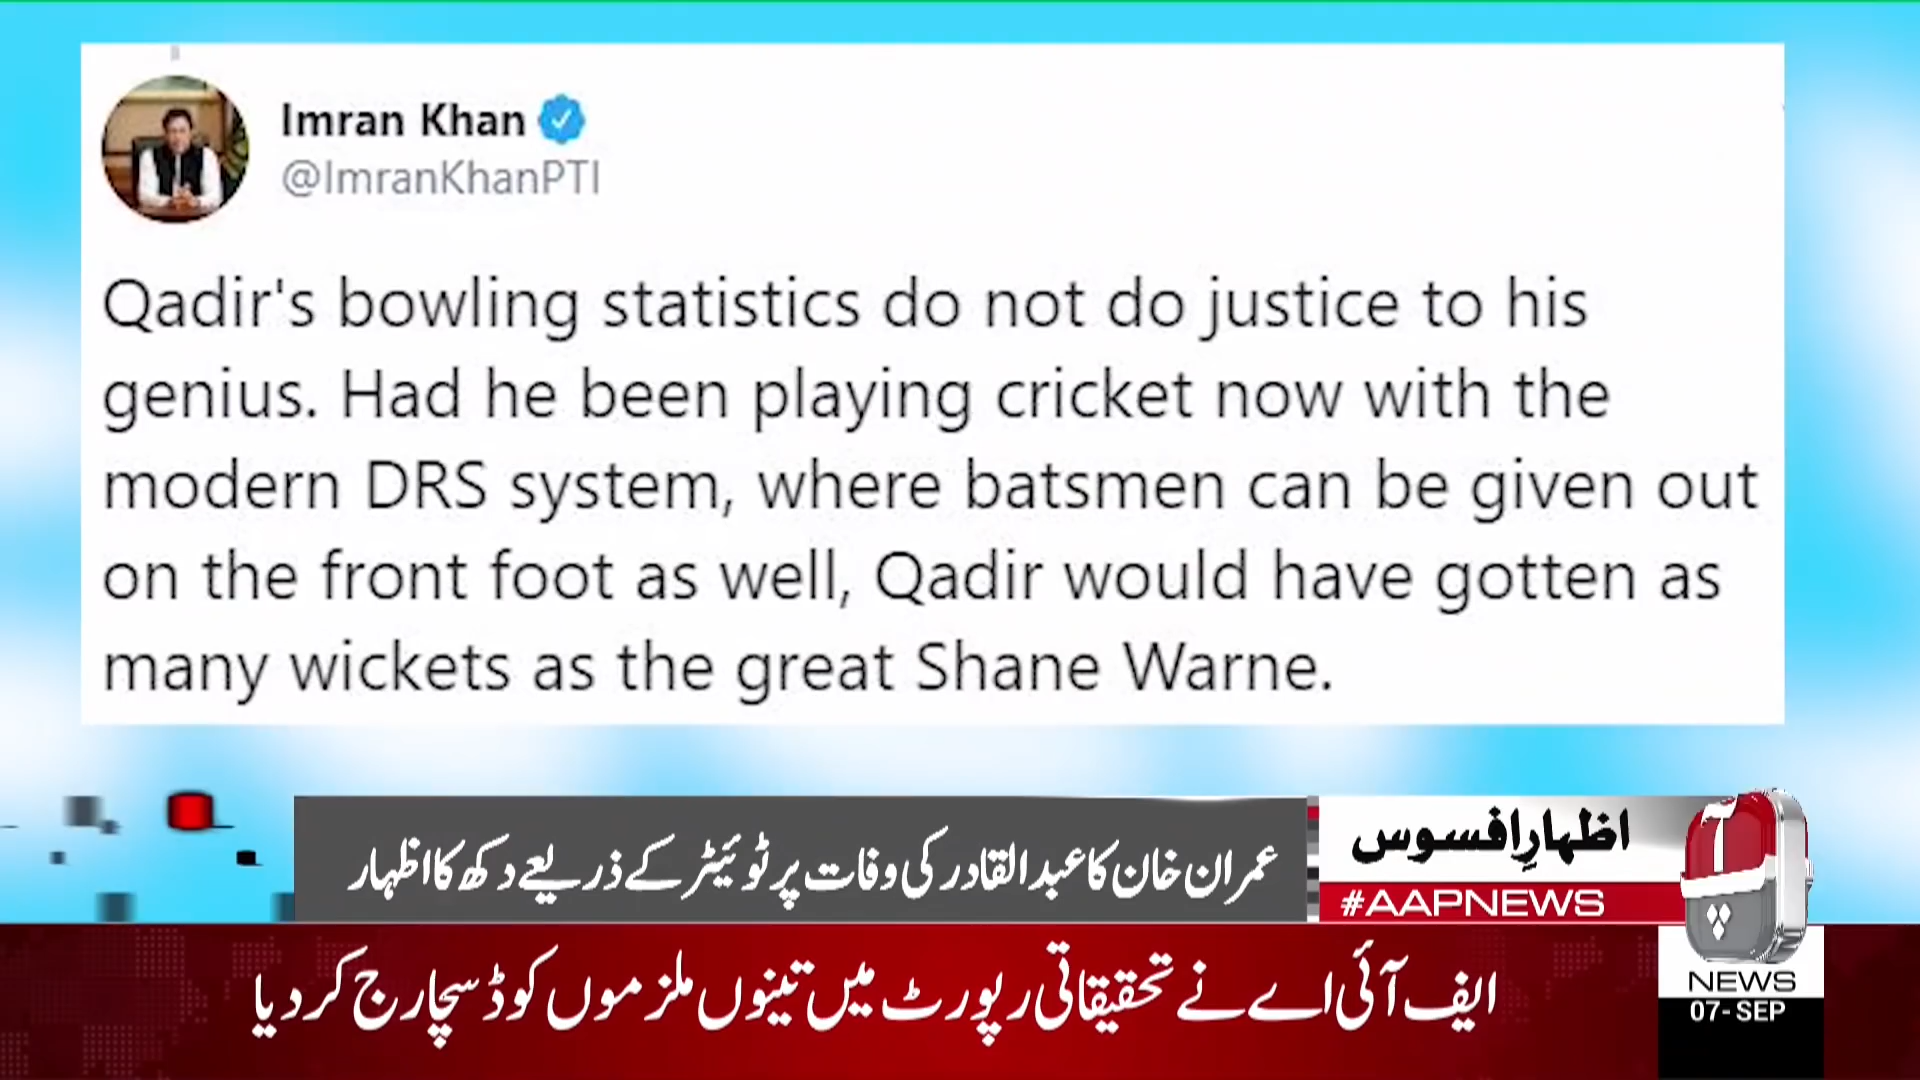 Imran Khan
@ImranKhanPTI
Qadir's bowling statistics do not do justice to his
genius. Had he been playing cricket now with the
modern DRS system, where batsmen can be given out
on the front foot as well, Qadir would have gotten as
many wickets as the great Shane Warne.
اظہارِ افسوس
عمران خان کا عبدالقادر کی وفات پر ٹوئیٹر کے ذریعے دکھ کا اظہار
#AAPNEWS
ایف آئی اے نے تحقیقاتی رپورٹ میں تینوں ملزموں کو ڈسچارج کر دیا
NEWS
07-SEP